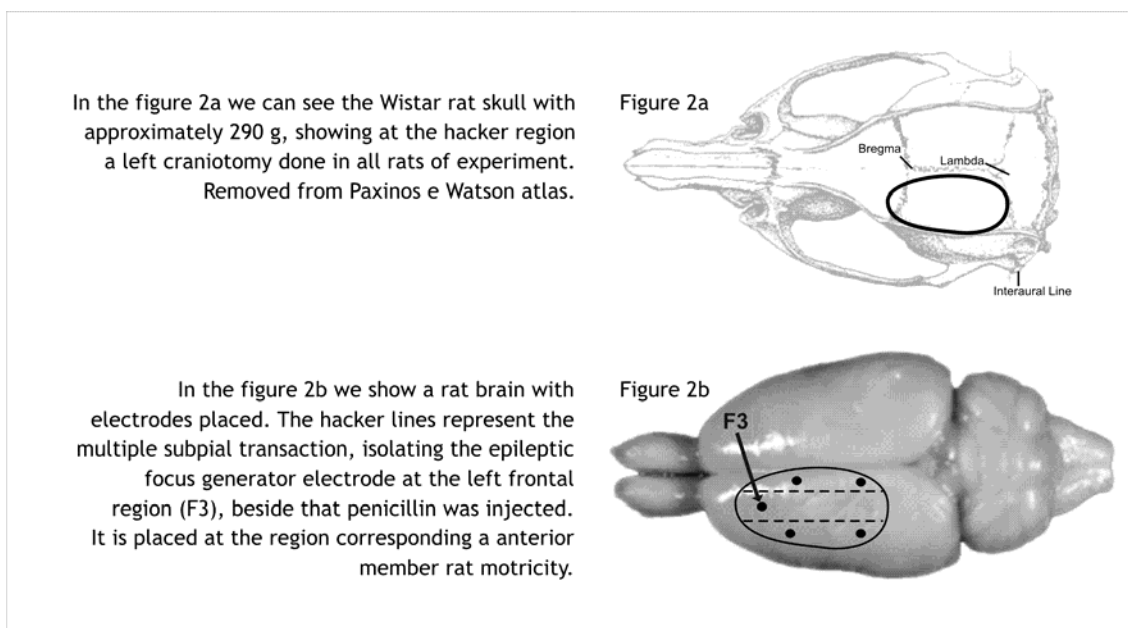 In the figure 2a we can see the Wistar rat skull with
approximately 290 g, showing at the hacker region
a left craniotomy done in all rats of experiment.
Removed from Paxinos e Watson atlas.
Figure 2a
Bregma
Lambda
Interaural Line
In the figure 2b we show a rat brain with
electrodes placed. The hacker lines represent the
multiple subpial transaction, isolating the epileptic
focus generator electrode at the left frontal
region (F3), beside that penicillin was injected.
It is placed at the region corresponding a anterior
member rat motricity.
Figure 2b
F3